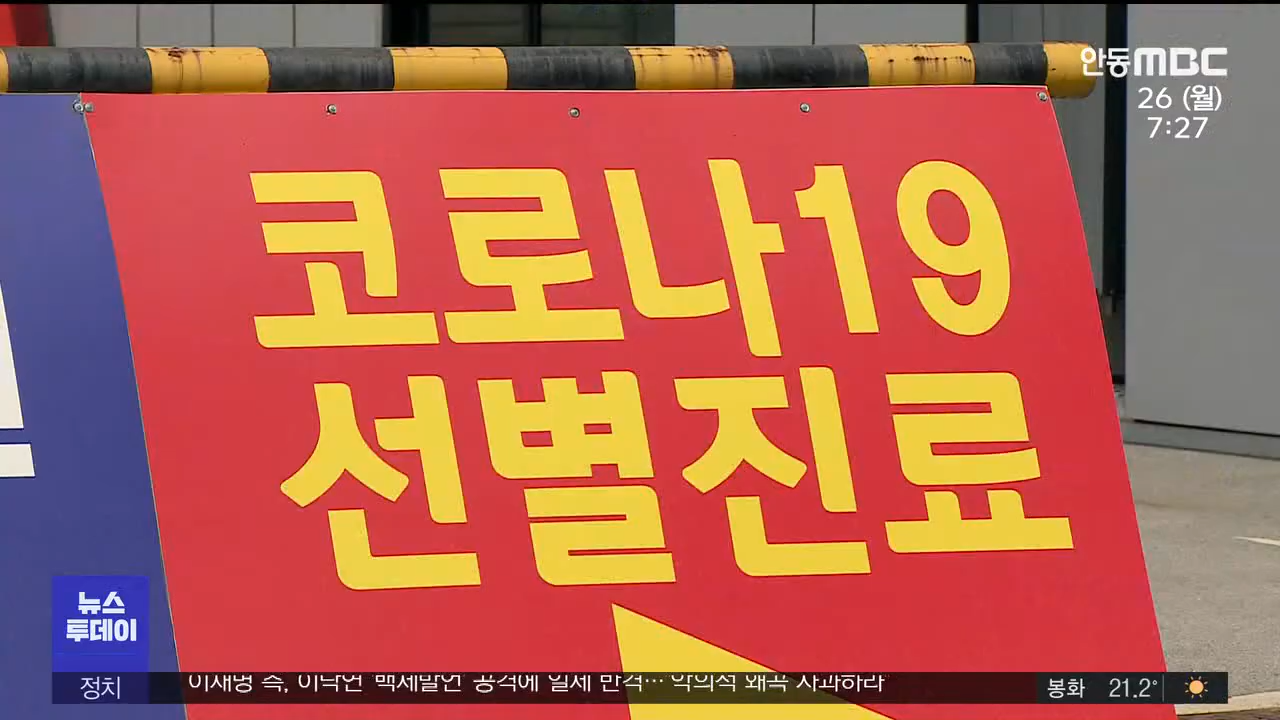 안동MBC
26 (월)
7:27
코로나19
선별진료
뉴스
투데이
정치
이재명 측, 이낙연 '백제발언' 공격에 일제 반격… "악의적 왜곡 사과하라"
봉화 21.2°